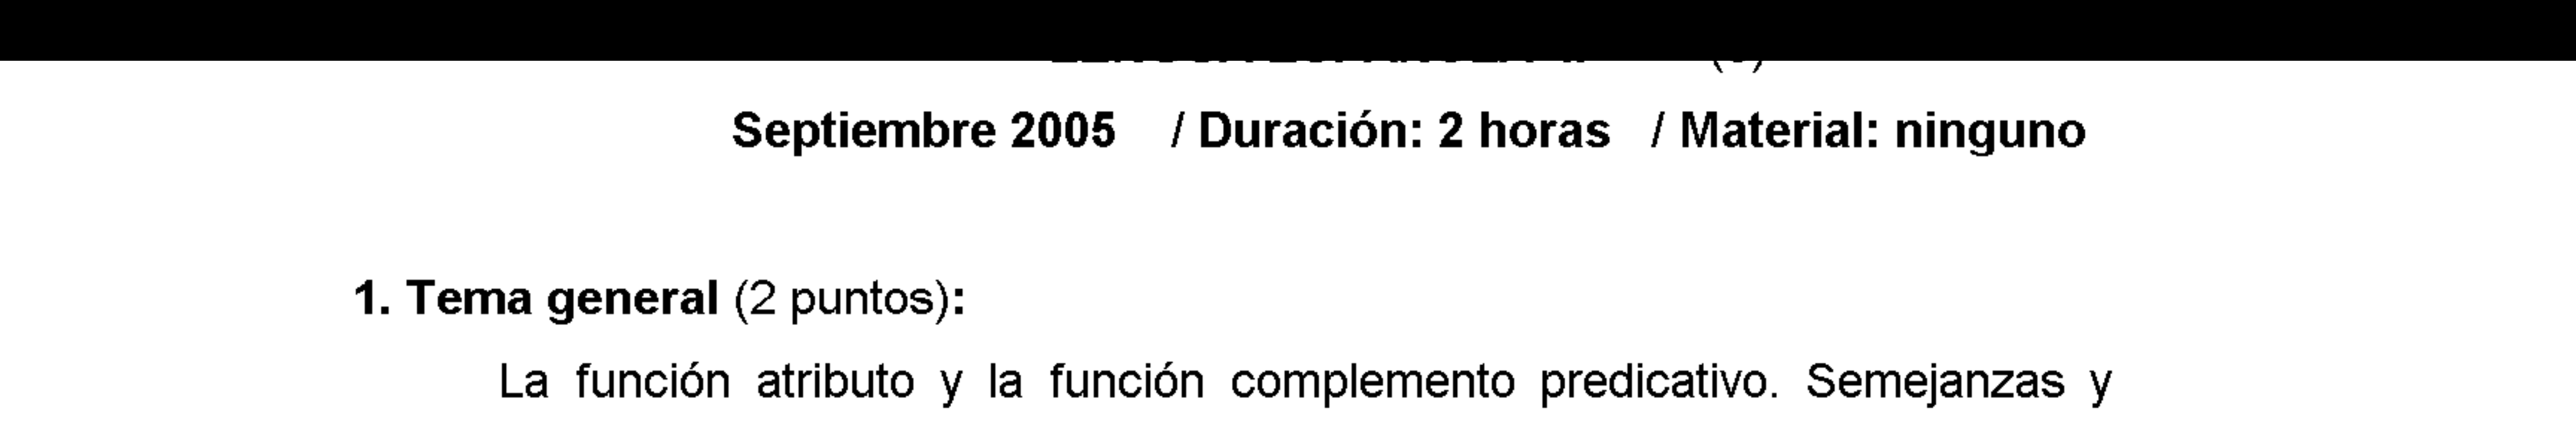 Septiembre 2005 / Duración: 2 horas / Material: ninguno
1. Tema general (2 puntos):
La función atributo y la función complemento predicativo. Semejanzas y